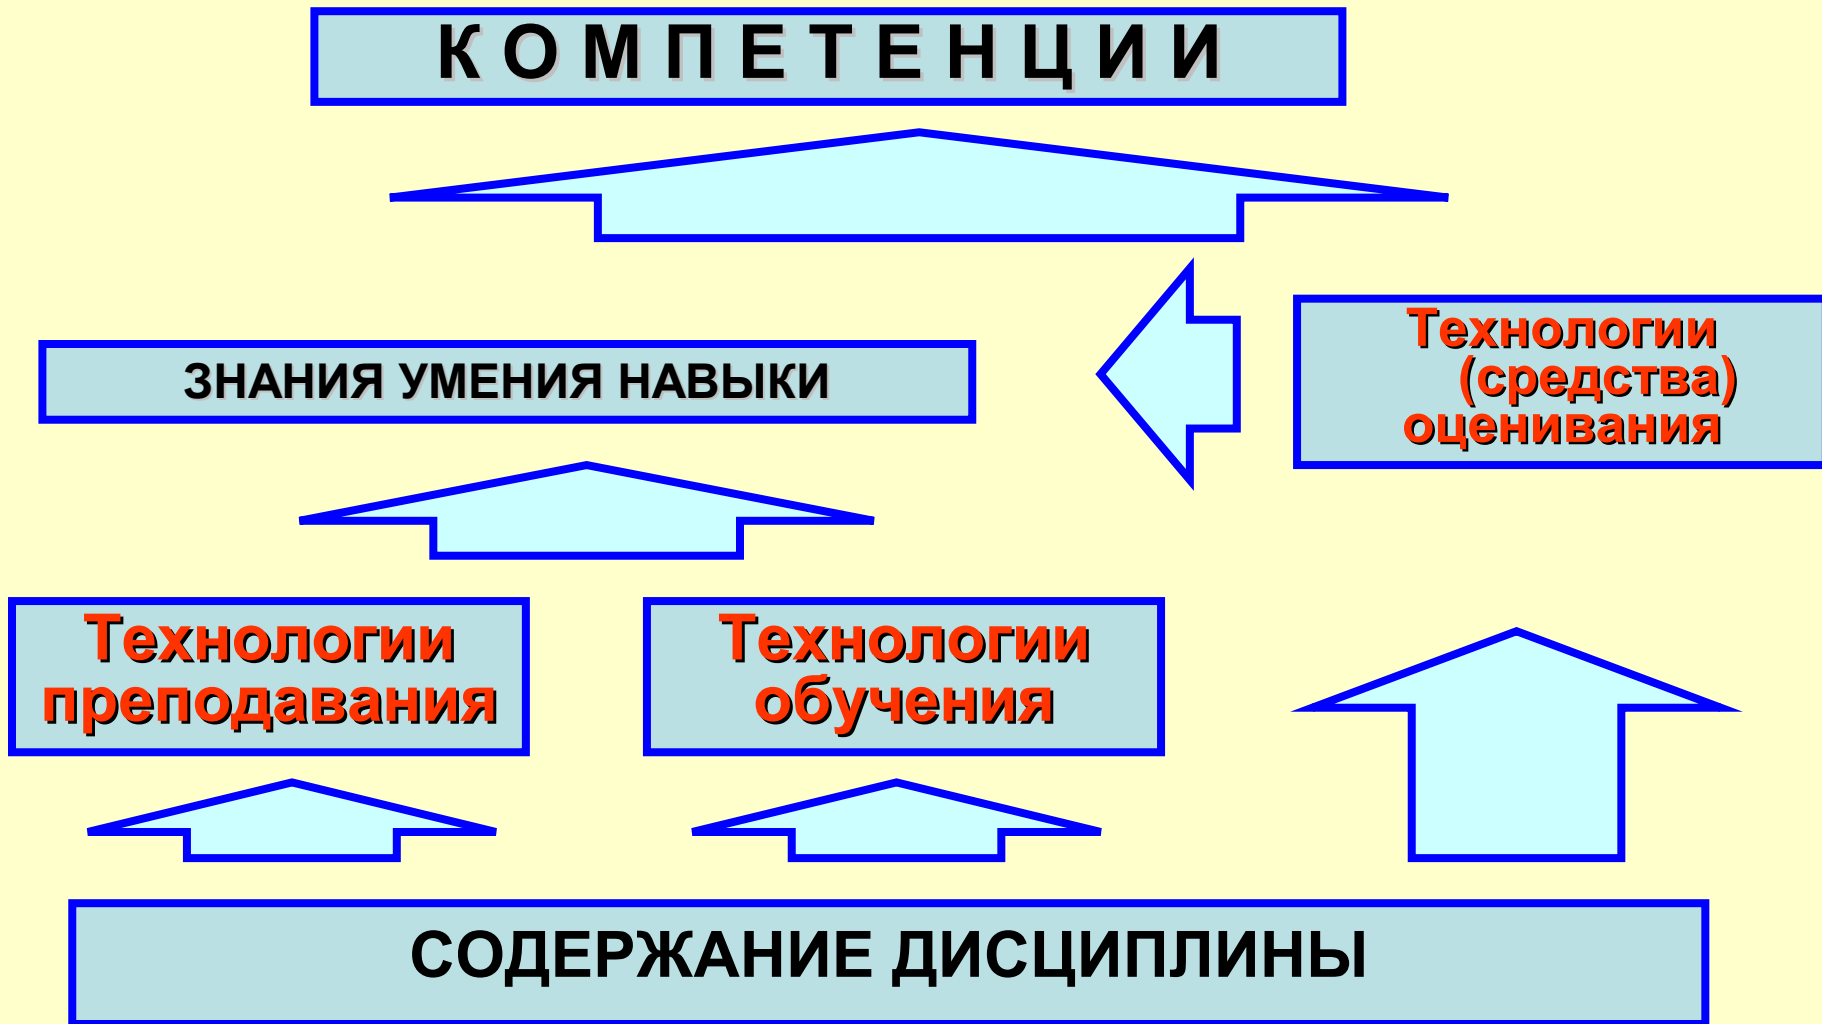 К О М П Е Т Е Н Ц И И
ЗНАНИЯ УМЕНИЯ НАВЫКИ
Технологии
(средства)
оценивания
Технологии
преподавания
Технологии
обучения
СОДЕРЖАНИЕ ДИСЦИПЛИНЫ